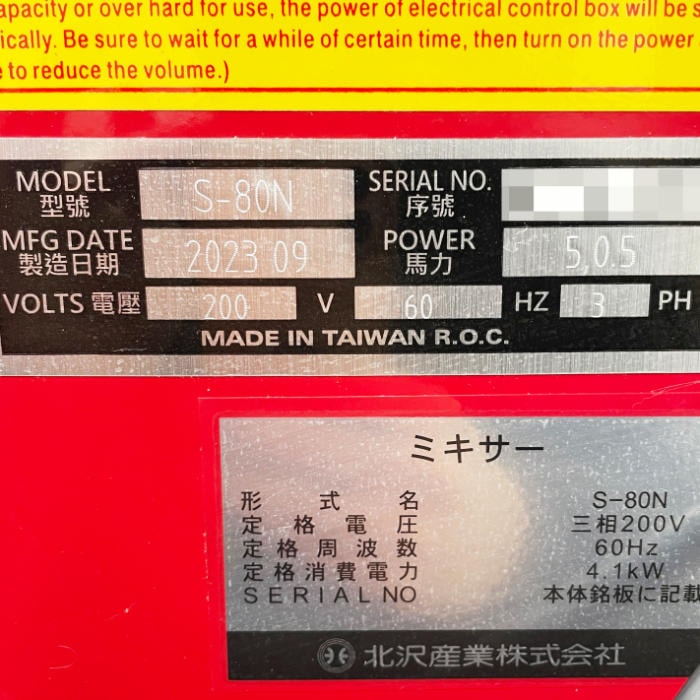 apacity or over hard for use, the power of electrical control box will be s
ically. Be sure to wait for a while of certain time, then turn on the power
e to reduce the volume.)
MODEL 型號 S-80N SERIAL NO. 序號
MFG DATE 製造日期 2023 09 POWER 馬力 5,0.5
VOLTS 電壓 200 V 60 HZ 3 PH
MADE IN TAIWAN R.O.C.
ミキサー
形式名 S-80N
定格電圧 三相200V
定格周波数 60Hz
定格消費電力 4.1kW
SERIAL NO 本体銘板に記載
北沢産業株式会社